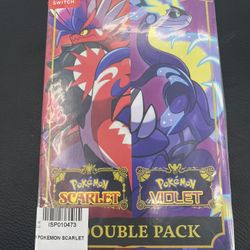 SWITCH
POKÉMON
SCARLET
POKÉMON
VIOLET
DOUBLE PACK
ISP010473
POKEMON SCARLET